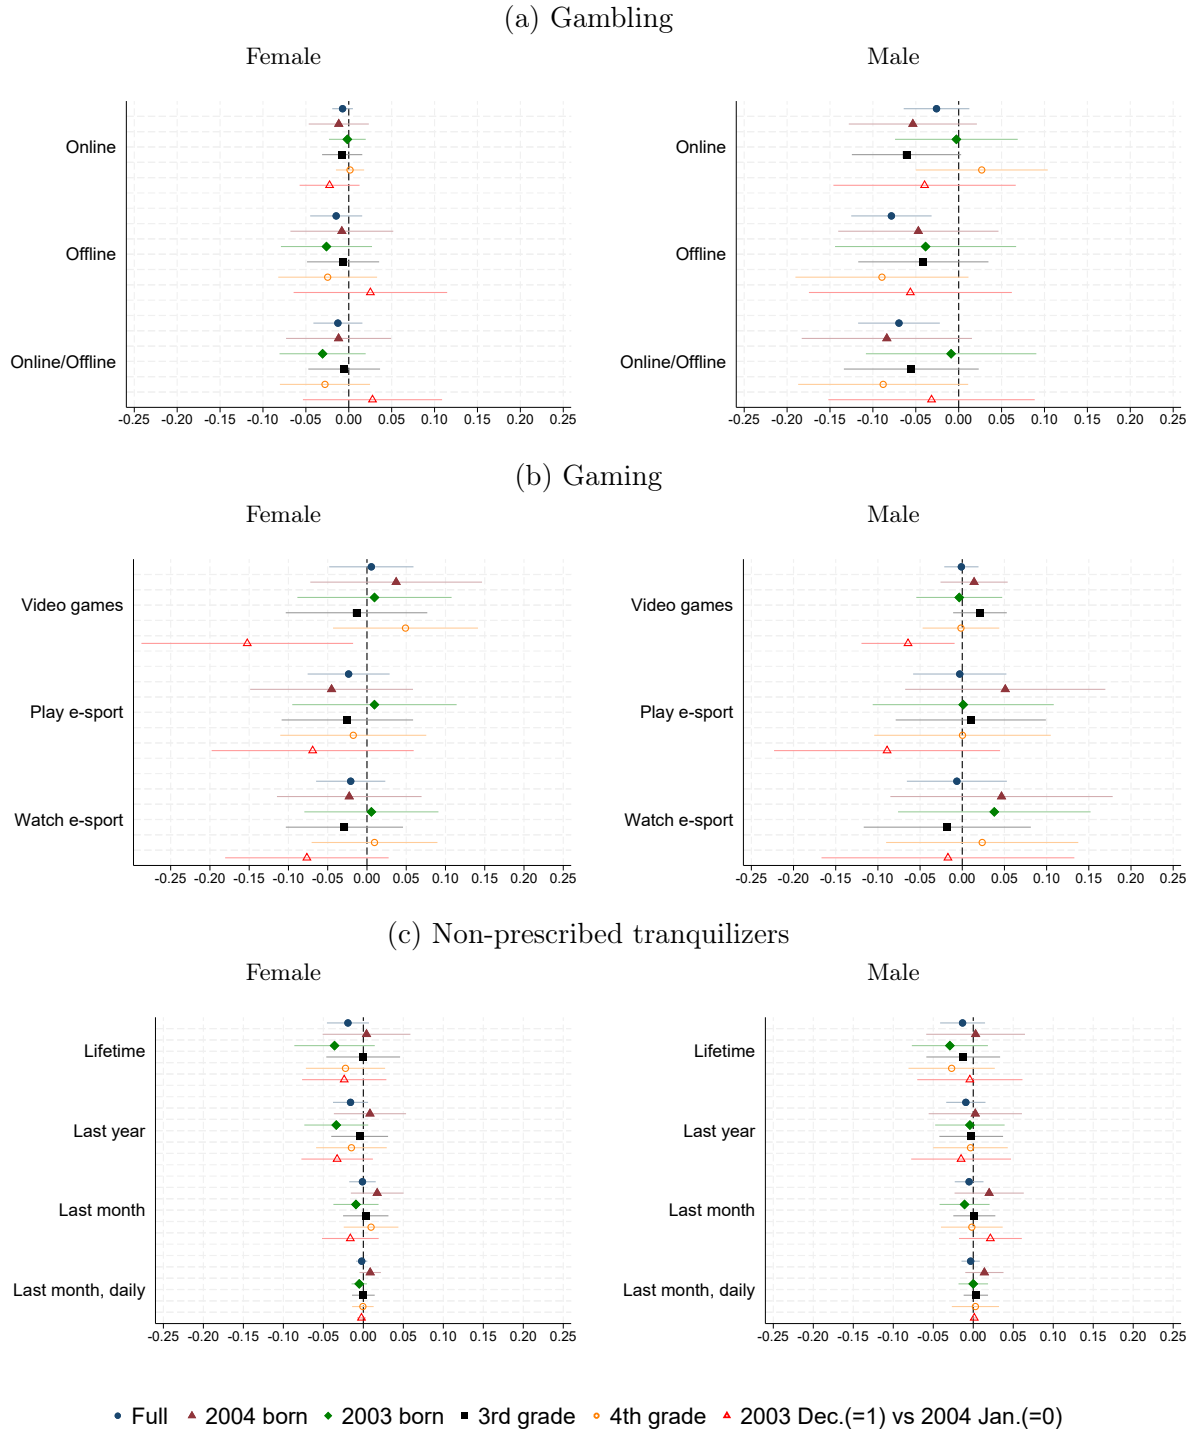 (a) Gambling
Female Male
Online Online
Offline Offline
Online/Offline Online/Offline
-0.25 -0.20 -0.15 -0.10 -0.05 0.00 0.05 0.10 0.15 0.20 0.25 -0.25 -0.20 -0.15 -0.10 -0.05 0.00 0.05 0.10 0.15 0.20 0.25
(b) Gaming
Female Male
Video games Video games
Play e-sport Play e-sport
Watch e-sport Watch e-sport
-0.25 -0.20 -0.15 -0.10 -0.05 0.00 0.05 0.10 0.15 0.20 0.25 -0.25 -0.20 -0.15 -0.10 -0.05 0.00 0.05 0.10 0.15 0.20 0.25
(c) Non-prescribed tranquilizers
Female Male
Lifetime Lifetime
Last year Last year
Last month Last month
Last month, daily Last month, daily
-0.25 -0.20 -0.15 -0.10 -0.05 0.00 0.05 0.10 0.15 0.20 0.25 -0.25 -0.20 -0.15 -0.10 -0.05 0.00 0.05 0.10 0.15 0.20 0.25
Full 2004 born 2003 born 3rd grade 4th grade 2003 Dec.(=1) vs 2004 Jan.(=0)